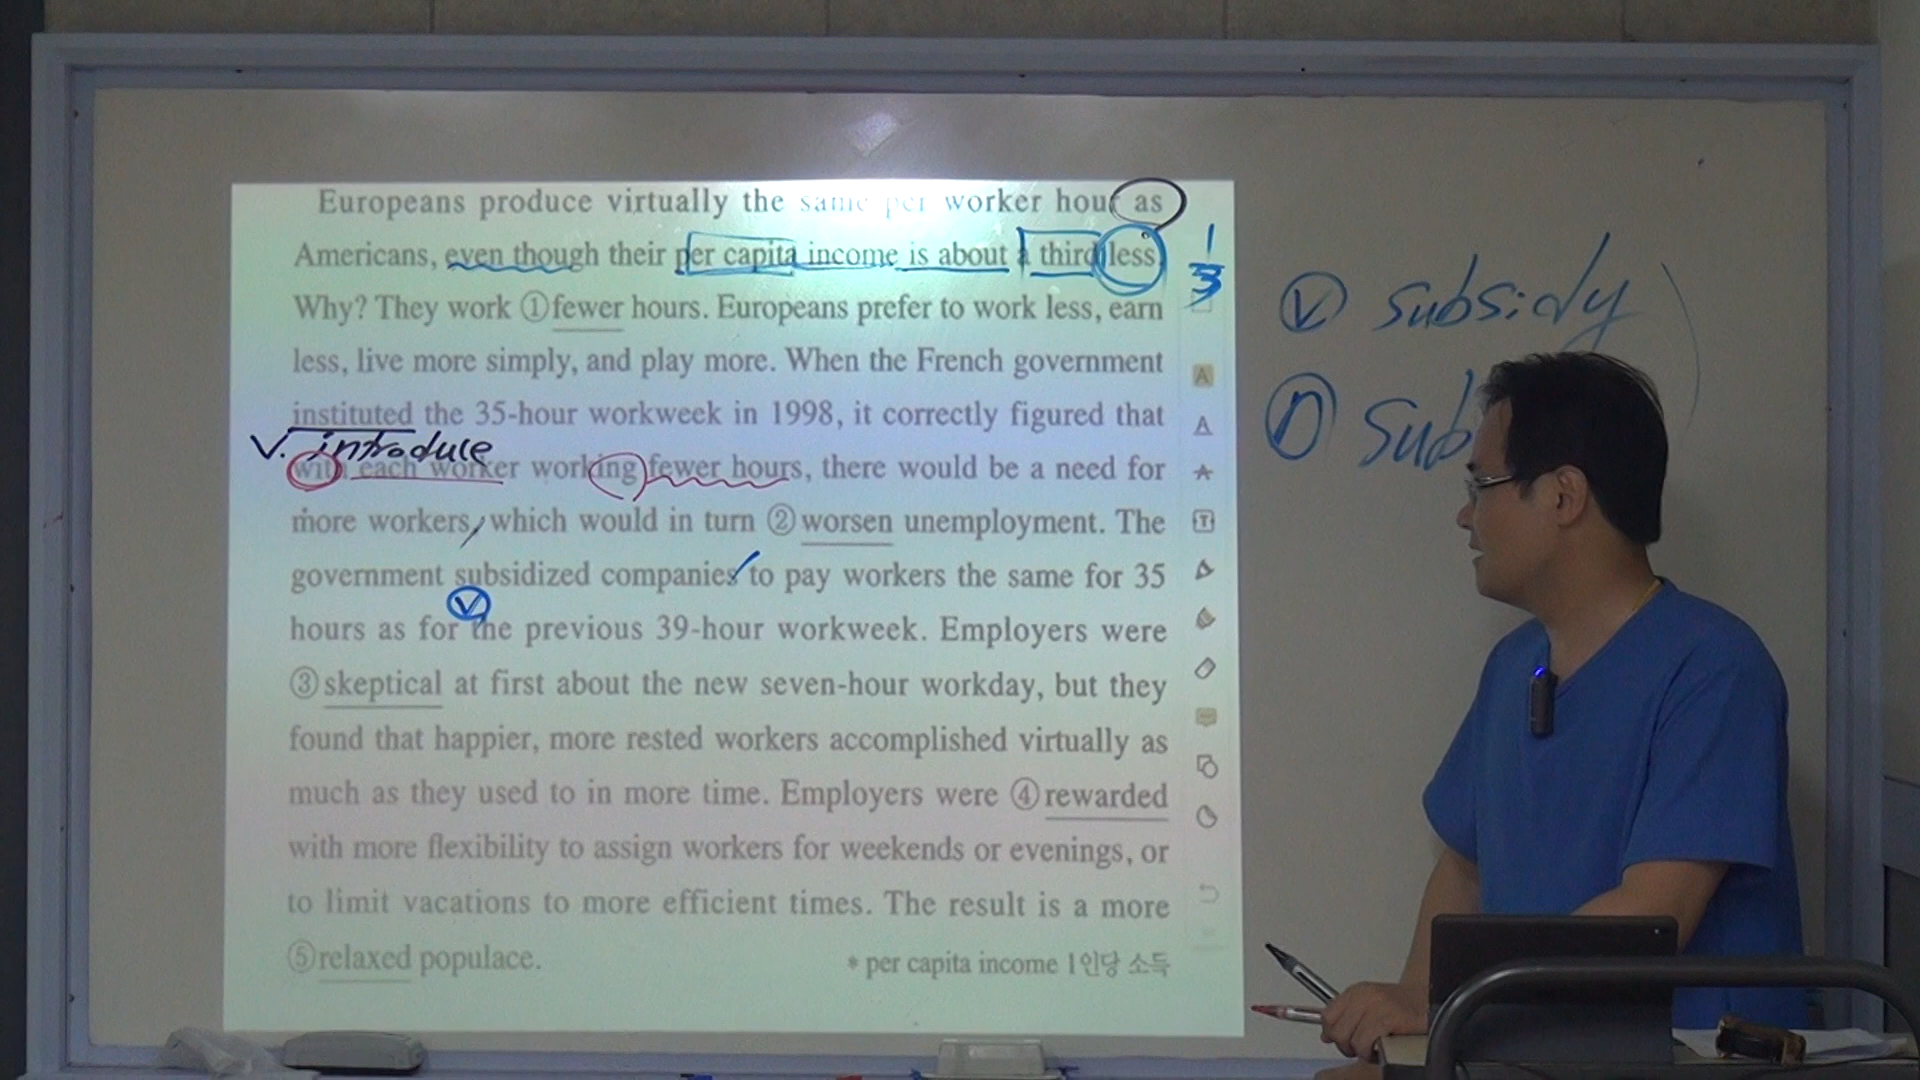 Europeans produce virtually the same per worker hour as
Americans, even though their per capita income is about a third less.
Why? They work ①fewer hours. Europeans prefer to work less, earn
less, live more simply, and play more. When the French government
instituted the 35-hour workweek in 1998, it correctly figured that
V. introduce
with each worker working fewer hours, there would be a need for
more workers, which would in turn ②worsen unemployment. The
government subsidized companies to pay workers the same for 35
V
hours as for the previous 39-hour workweek. Employers were
③skeptical at first about the new seven-hour workday, but they
found that happier, more rested workers accomplished virtually as
much as they used to in more time. Employers were ④rewarded
with more flexibility to assign workers for weekends or evenings, or
to limit vacations to more efficient times. The result is a more
⑤relaxed populace.
* per capita income 1인당 소득
1/3
V subsidy
n sub